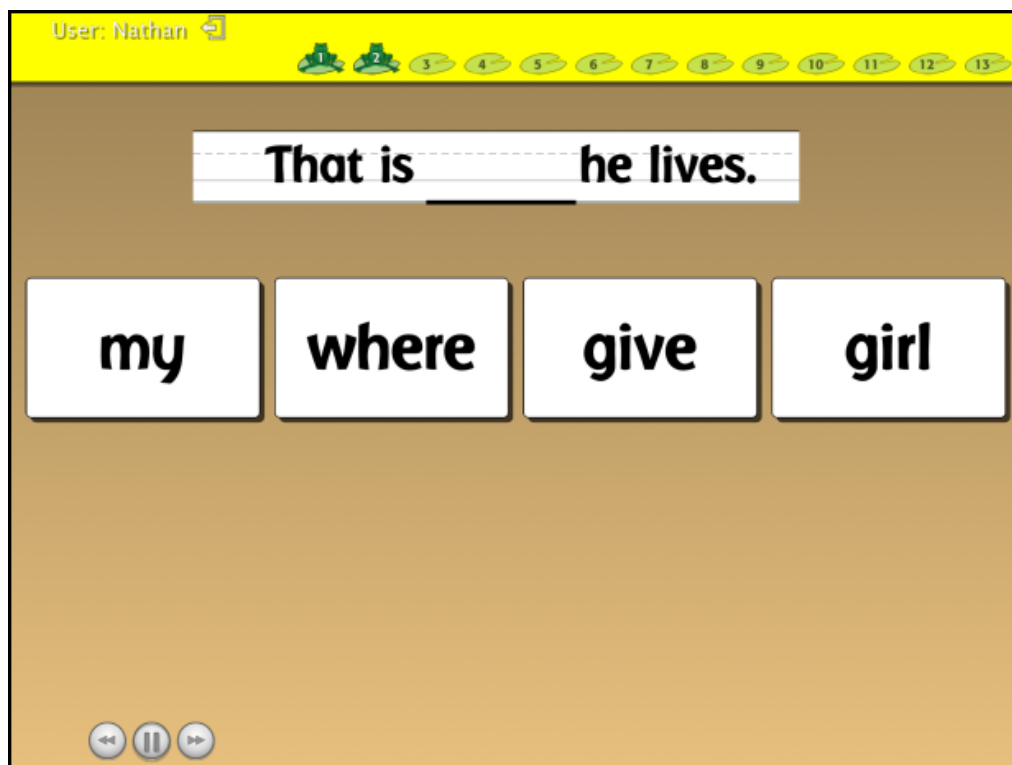 User: Nathan
1 2 3 4 5 6 7 8 9 10 11 12 13
That is ______ he lives.
my where give girl